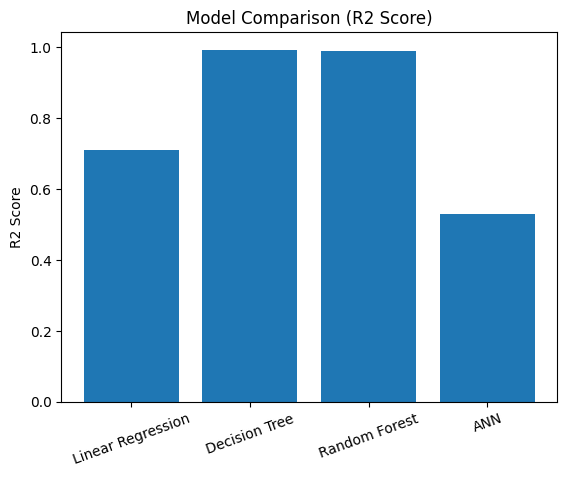 Model Comparison (R2 Score)
R2 Score
1.0
0.8
0.6
0.4
0.2
0.0
Linear Regression
Decision Tree
Random Forest
ANN